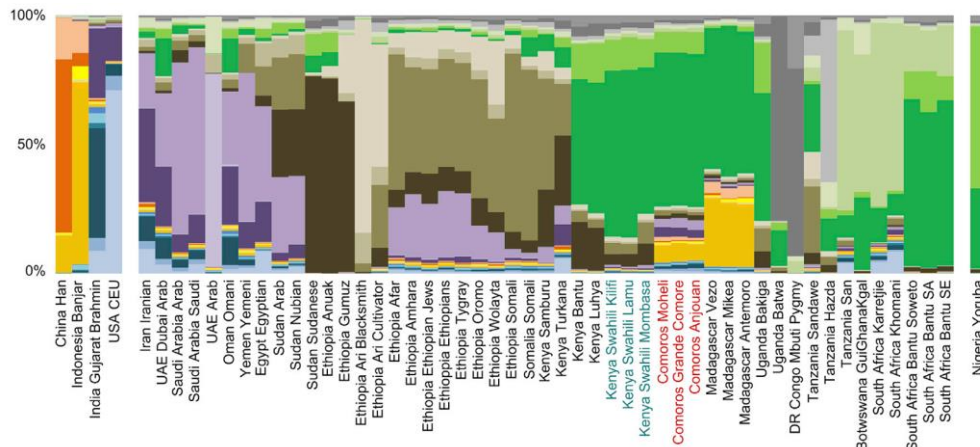 100%
50%
0%
China Han
Indonesia Banjar
India Gujarat Brahmin
USA CEU
Iran Iranian
UAE Dubai Arab
Saudi Arabia Arab
Saudi Arabia Saudi
UAE Arab
Oman Omani
Yemen Yemeni
Egypt Egyptian
Sudan Arab
Sudan Nubian
Sudan Sudanese
Ethiopia Anuak
Ethiopia Gumuz
Ethiopia Ari Blacksmith
Ethiopia Ari Cultivator
Ethiopia Afar
Ethiopia Amhara
Ethiopia Ethiopian Jews
Ethioppia Ethiopians
Ethiopia Tygray
Ethiopia Oromo
Ethiopia Wolayta
Ethiopia Somali
Somalia Somali
Kenya Samburu
Kenya Turkana
Kenya Bantu
Kenya Luhya
Kenya Swahili Kilifi
Kenya Swahili Lamu
Kenya Swahili Mombasa
Comoros Moheli
Comoros Grande Comore
Comoros Anjouan
Madagascar Vezo
Madagascar Mikea
Madagascar Antemoro
Uganda Bakiga
Uganda Batwa
DR Congo Mbuti Pygmy
Tanzania Sandawe
Tanzania Hazda
Tanzania San
Botswana GuiGhanaKgal
South Africa Karretjie
South Africa Khomani
South Africa Bantu Soweto
South Africa Bantu SA
South Africa Bantu SE
Nigeria Yoruba